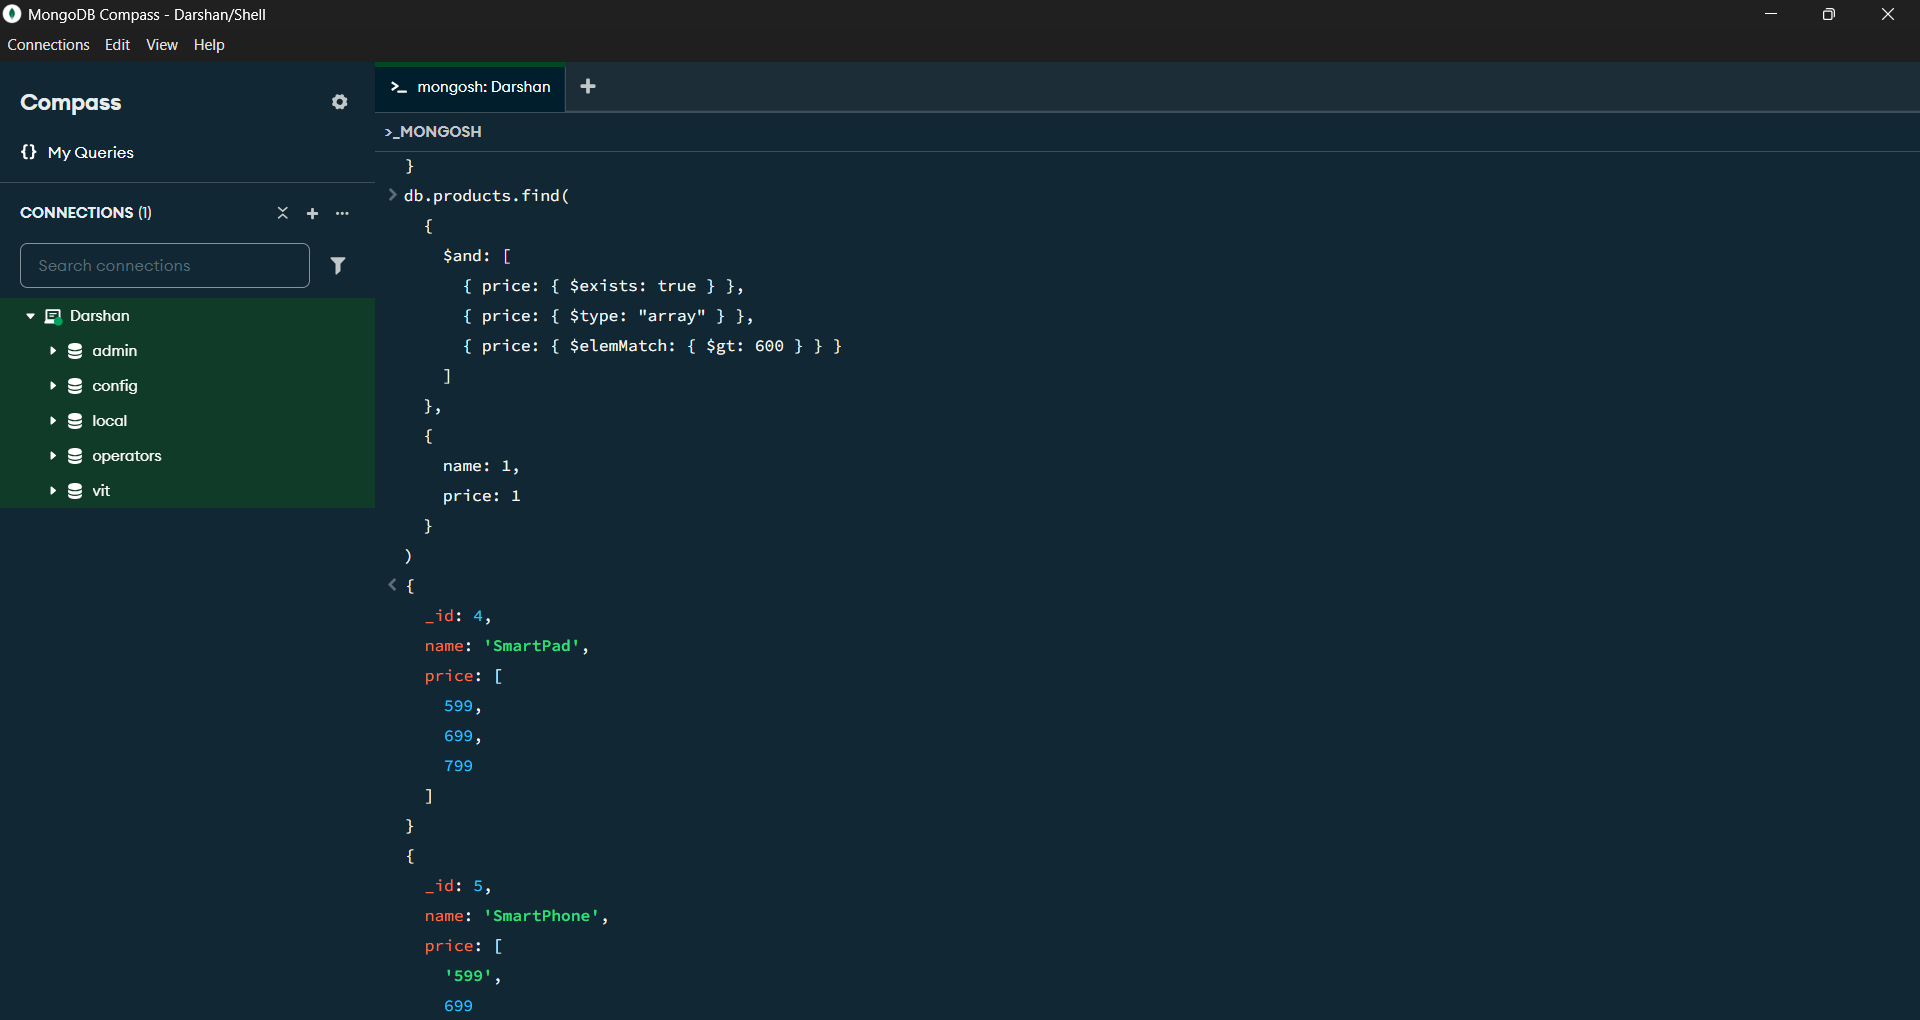 MongoDB Compass - Darshan/Shell
Connections Edit View Help
Compass
{} My Queries
CONNECTIONS (1)
Search connections
Darshan
admin
config
local
operators
vit
>_ mongosh: Darshan +
>_MONGOSH
}
> db.products.find(
{
$and: [
{ price: { $exists: true } },
{ price: { $type: "array" } },
{ price: { $elemMatch: { $gt: 600 } } }
]
},
{
name: 1,
price: 1
}
)
< {
_id: 4,
name: 'SmartPad',
price: [
599,
699,
799
]
}
{
_id: 5,
name: 'SmartPhone',
price: [
'599',
699